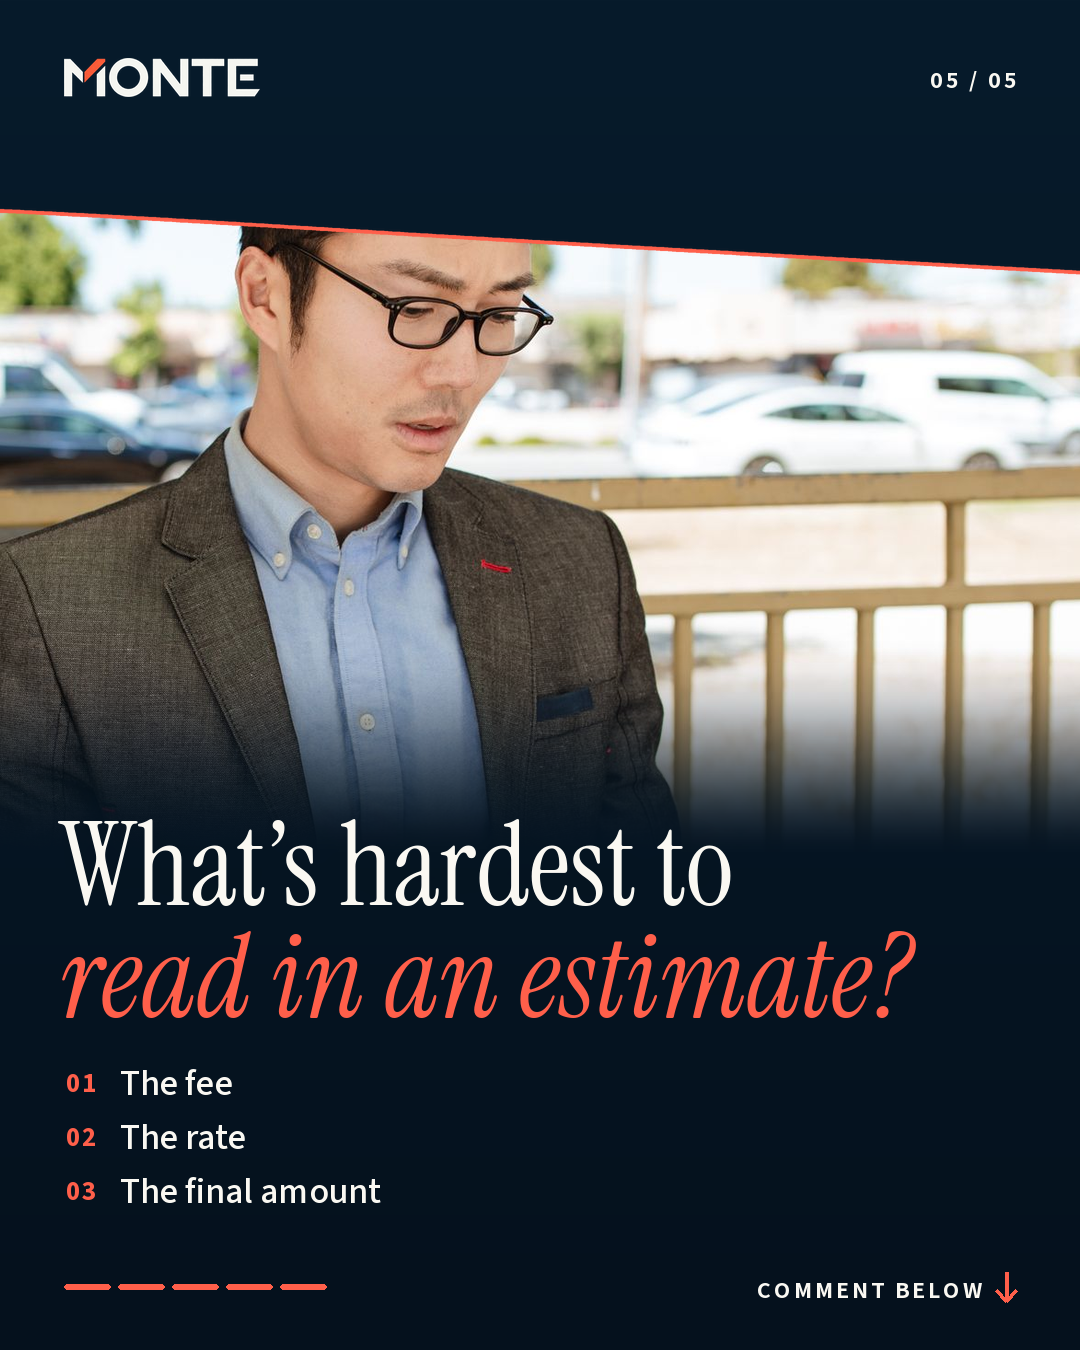 MONTE
05 / 05
What's hardest to
read in an estimate?
01 The fee
02 The rate
03 The final amount
COMMENT BELOW